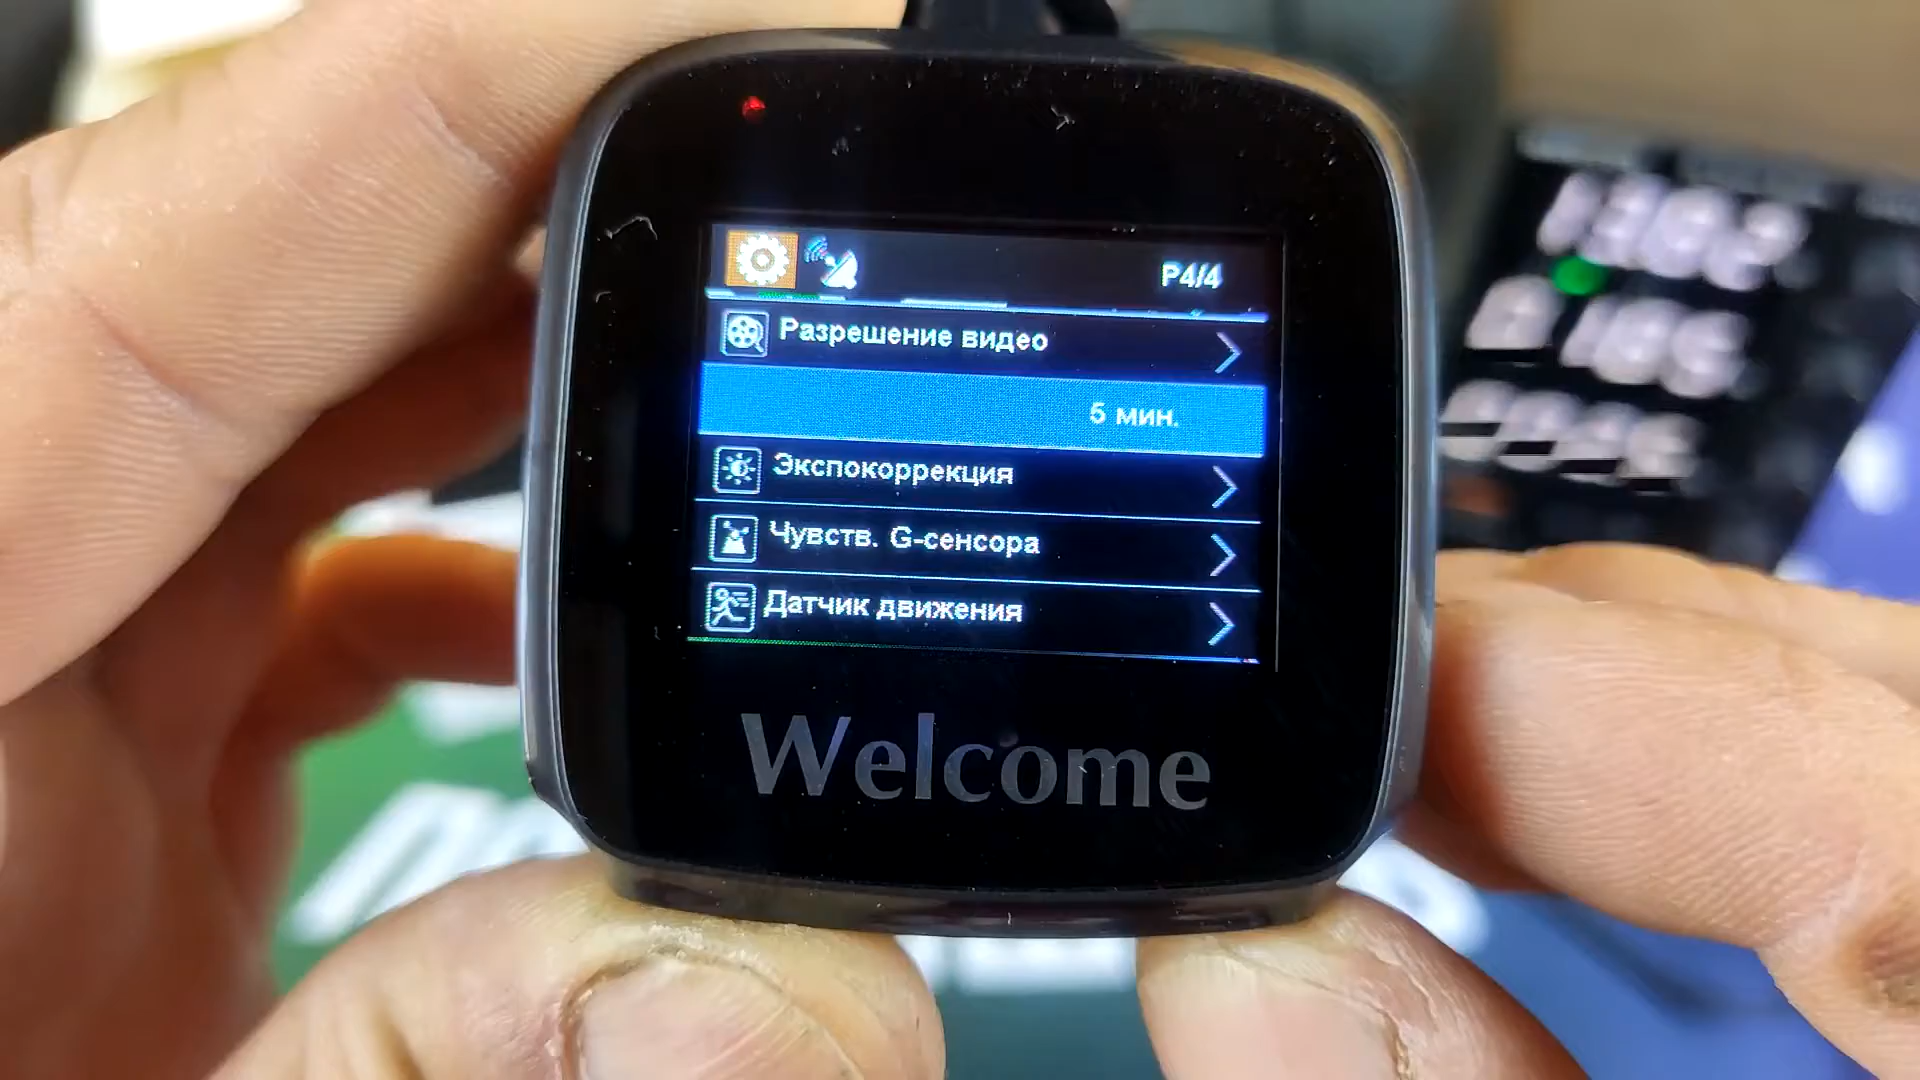 P4/4
Разрешение видео
5 мин.
Экспокоррекция
Чувств. G-сенсора
Датчик движения
Welcome